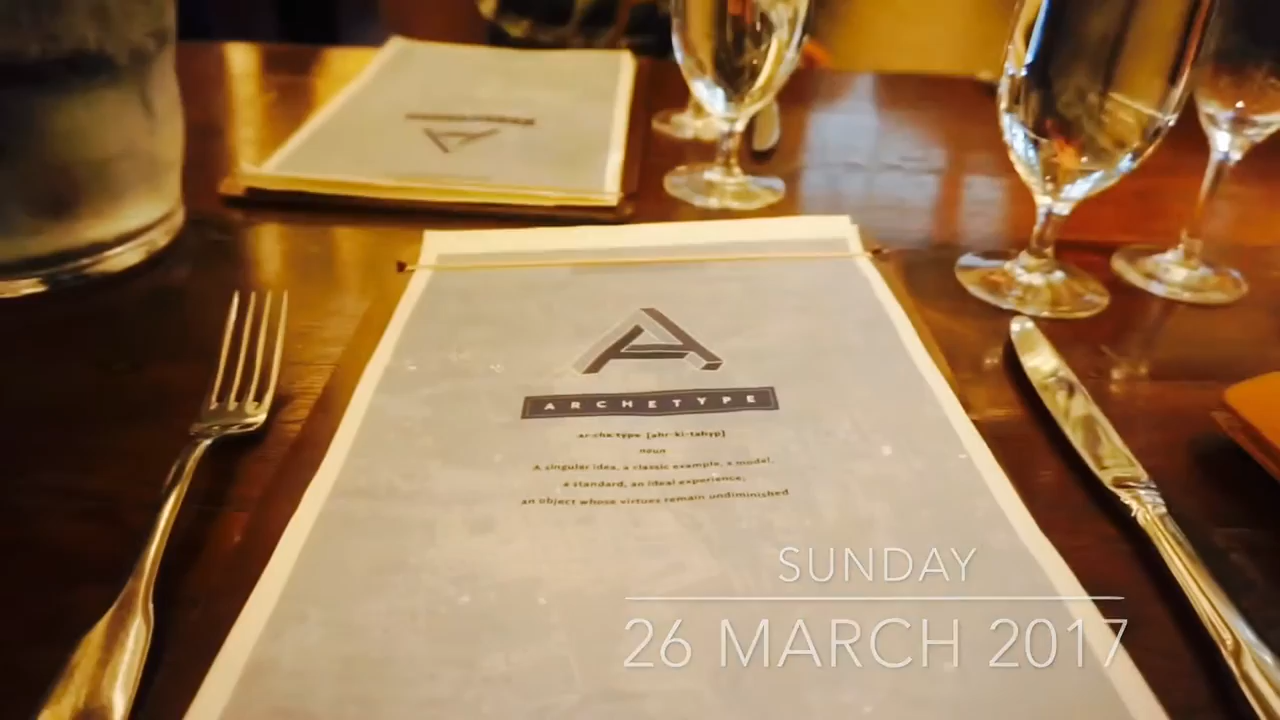 ARCHETYPE
ar·che·type [ahr-ki-tahyp]
noun
A singular idea, a classic example, a model,
a standard, an ideal experience;
an object whose virtues remain undiminished
SUNDAY
26 MARCH 2017